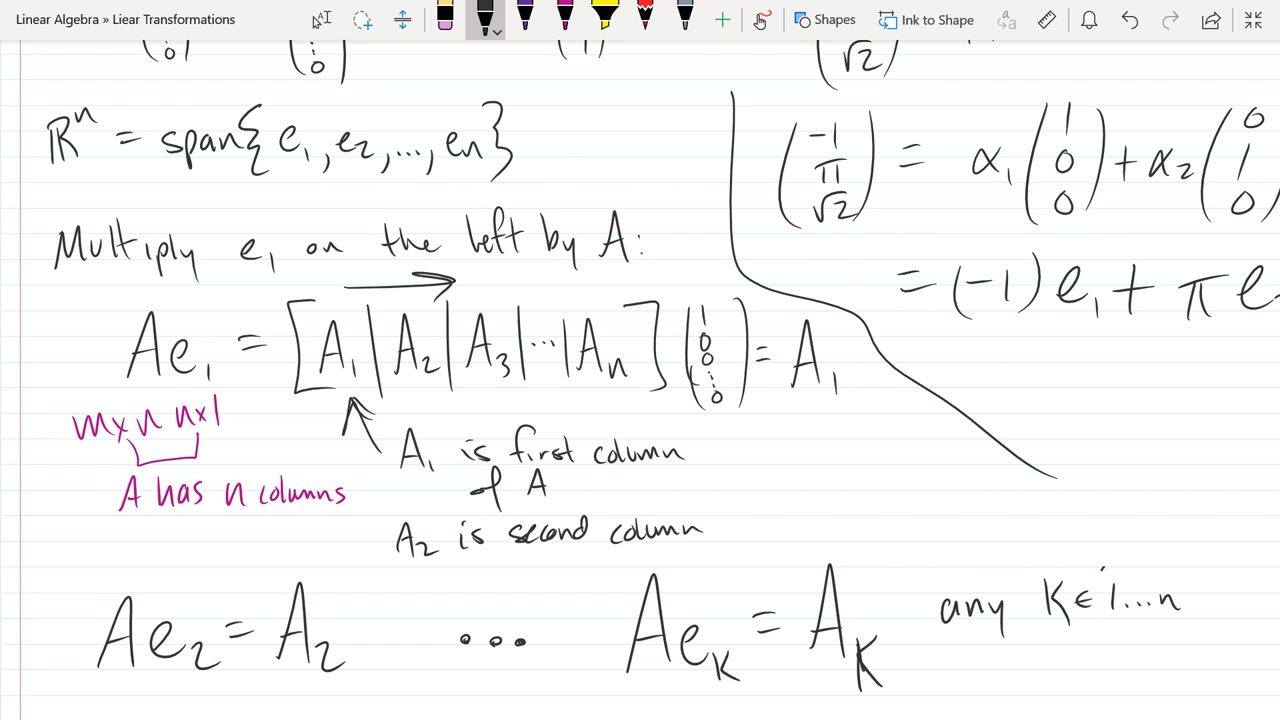 Linear Algebra » Liear Transformations
Shapes
Ink to Shape
ℝⁿ = span{ e₁, e₂, ..., eₙ}
Multiply e₁ on the left by A:
Ae₁ = [A₁ | A₂ | A₃ | ... | Aₙ] (1 0 0 ⋮ 0) = A₁
m×n n×1
A has n columns
A₁ is first column
of A
A₂ is second column
Ae₂ = A₂ ... Ae_K = A_K any K ∈ 1...n
(-1 π √2) = α₁ (1 0 0) + α₂ (0 1 0)
= (-1) e₁ + π e